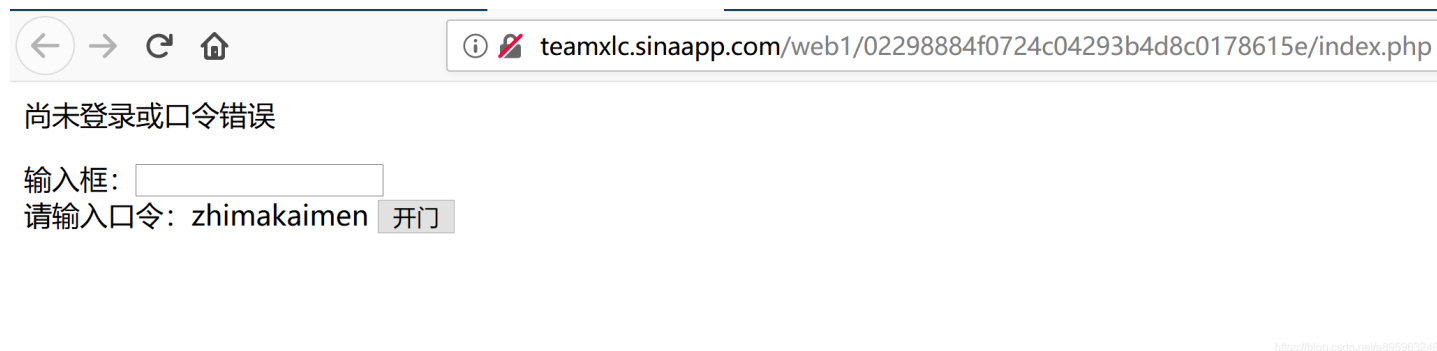 teamxlc.sinaapp.com/web1/02298884f0724c04293b4d8c0178615e/index.php
尚未登录或口令错误
输入框：
请输入口令：zhimakaimen 开门